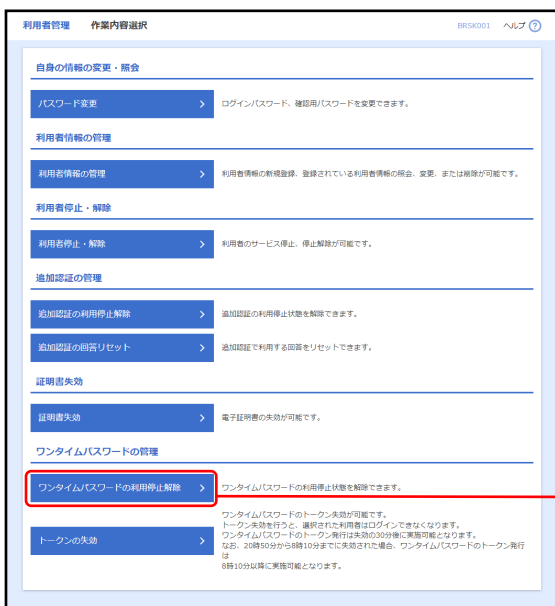 利用者管理 作業内容選択 BRSK001 ヘルプ ?
自身の情報の変更・照会
パスワード変更 > ログインパスワード、確認用パスワードを変更できます。
利用者情報の管理
利用者情報の管理 > 利用者情報の新規登録、登録されている利用者情報の照会、変更、または削除が可能です。
利用者停止・解除
利用者停止・解除 > 利用者のサービス停止、停止解除が可能です。
追加認証の管理
追加認証の利用停止解除 > 追加認証の利用停止状態を解除できます。
追加認証の回答リセット > 追加認証で利用する回答をリセットできます。
証明書失効
証明書失効 > 電子証明書の失効が可能です。
ワンタイムパスワードの管理
ワンタイムパスワードの利用停止解除 > ワンタイムパスワードの利用停止状態を解除できます。
トークンの失効 > ワンタイムパスワードのトークン失効が可能です。
トークン失効を行うと、選択された利用者はログインできなくなります。
ワンタイムパスワードのトークン発行は失効の30分後に実施可能となります。
なお、20時50分から8時10分までに失効された場合、ワンタイムパスワードのトークン発行
は
8時10分以降に実施可能となります。